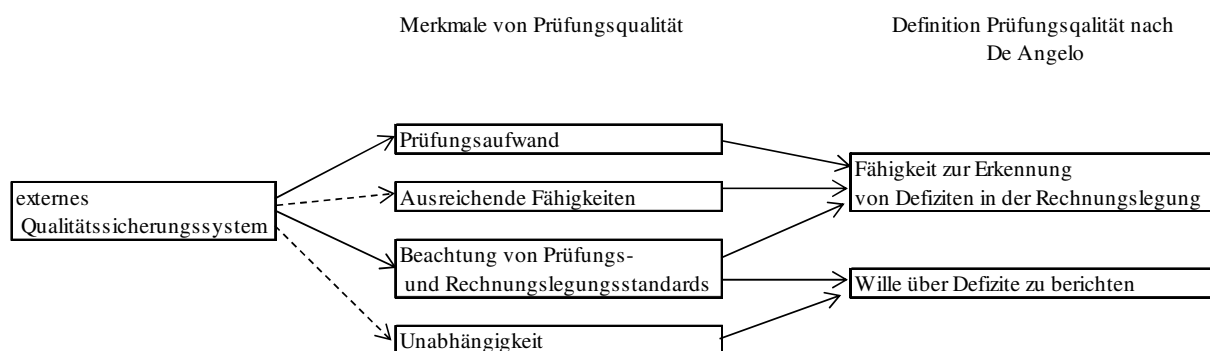 Merkmale von Prüfungsqualität
Definition Prüfungsqalität nach
De Angelo
externes
Qualitätssicherungssystem
Prüfungsaufwand
Ausreichende Fähigkeiten
Beachtung von Prüfungs-
und Rechnungslegungsstandards
Unabhängigkeit
Fähigkeit zur Erkennung
von Defiziten in der Rechnungslegung
Wille über Defizite zu berichten